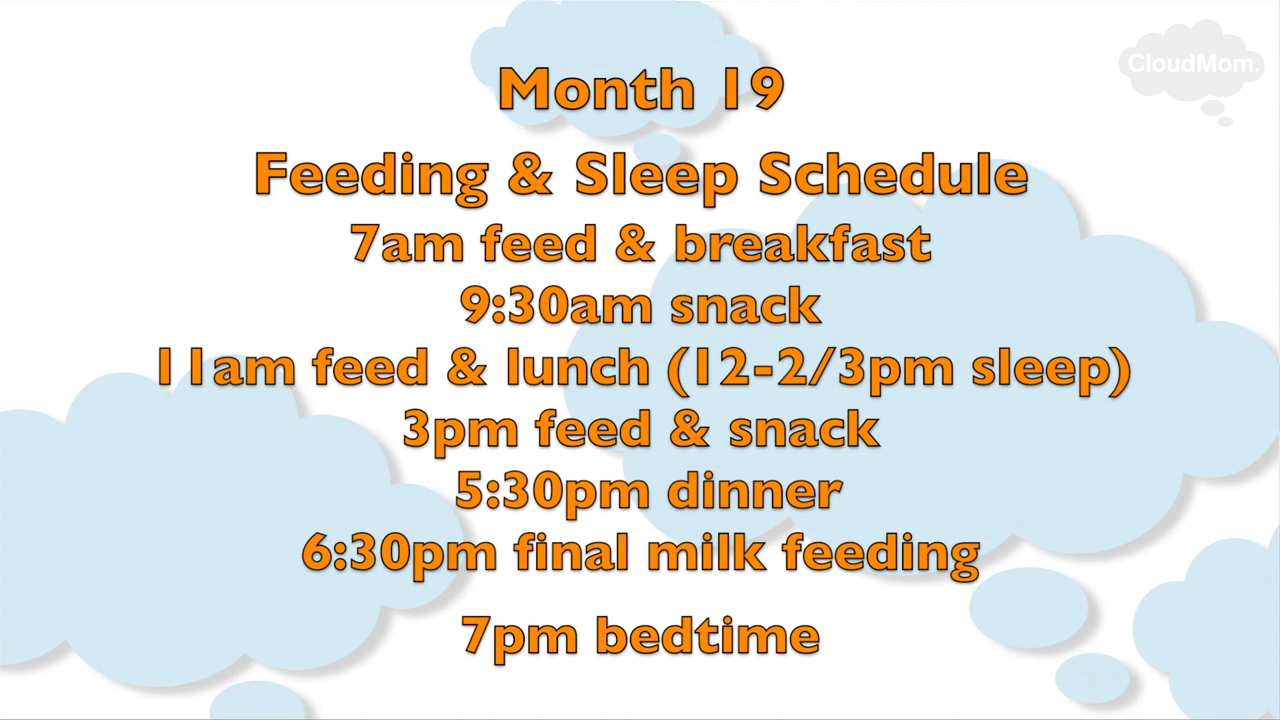 CloudMom.
Month 19
Feeding & Sleep Schedule
7am feed & breakfast
9:30am snack
11am feed & lunch (12-2/3pm sleep)
3pm feed & snack
5:30pm dinner
6:30pm final milk feeding
7pm bedtime